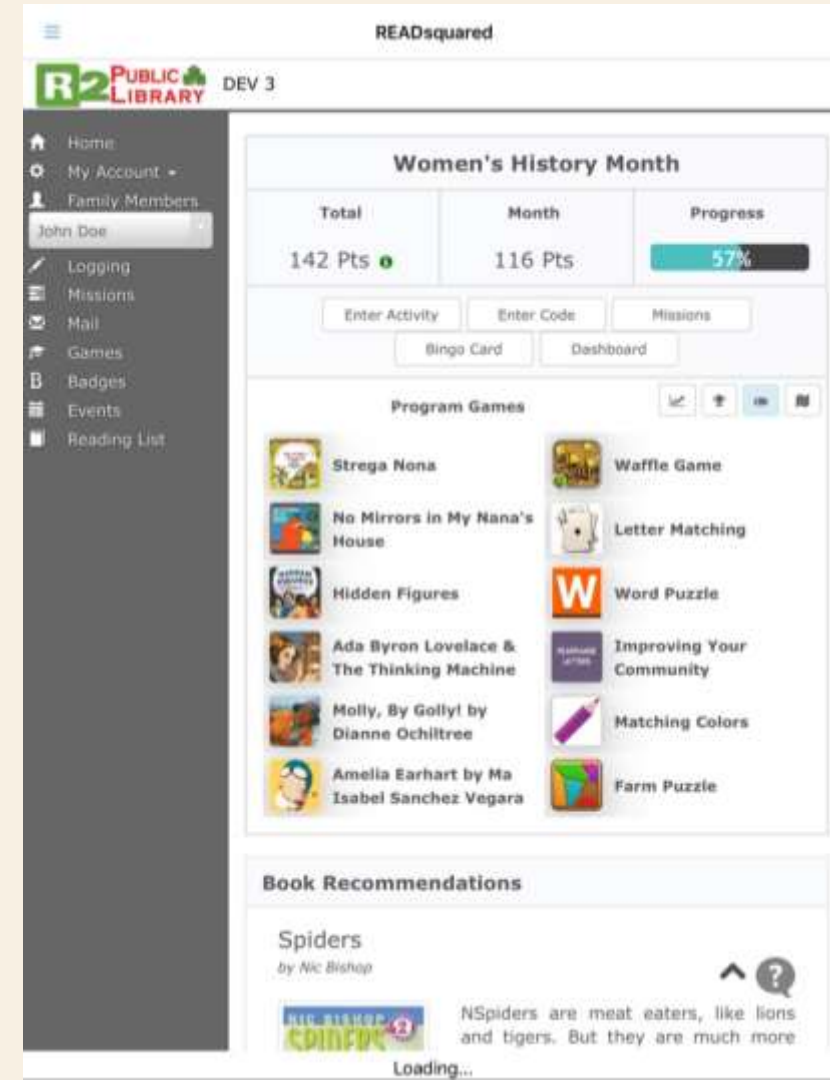 READsquared
R2 PUBLIC LIBRARY DEV 3
Home
My Account
Family Members
John Doe
Logging
Missions
Mail
Games
B Badges
Events
Reading List
Women's History Month
Total Month Progress
142 Pts 116 Pts 57%
Enter Activity Enter Code Missions
Bingo Card Dashboard
Program Games
Strega Nona Waffle Game
No Mirrors in My Nana's
House
Letter Matching
Hidden Figures W Word Puzzle
Ada Byron Lovelace &
The Thinking Machine
Improving Your
Community
Molly, By Golly! by
Dianne Ochiltree
Matching Colors
Amelia Earhart by Ma
Isabel Sanchez Vegara
Farm Puzzle
Book Recommendations
Spiders
by Nic Bishop
?
NIC BISHOP
SPIDERS 2
NSpiders are meat eaters, like lions
and tigers. But they are much more
Loading...